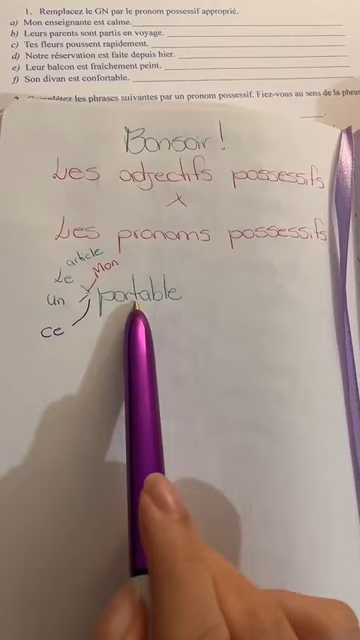 1. Remplacez le GN par le pronom possessif approprié.
a) Mon enseignante est calme.
b) Leurs parents sont partis en voyage.
c) Tes fleurs poussent rapidement.
d) Notre réservation est faite depuis hier.
e) Leur balcon est fraîchement peint.
f) Son divan est confortable.
les phrases suivantes par un pronom possessif. Fiez-vous au sens de la
Bonsoir!
Les adjectifs possessifs
X
Les pronoms possessifs
article
Le Mon
un portable
ce